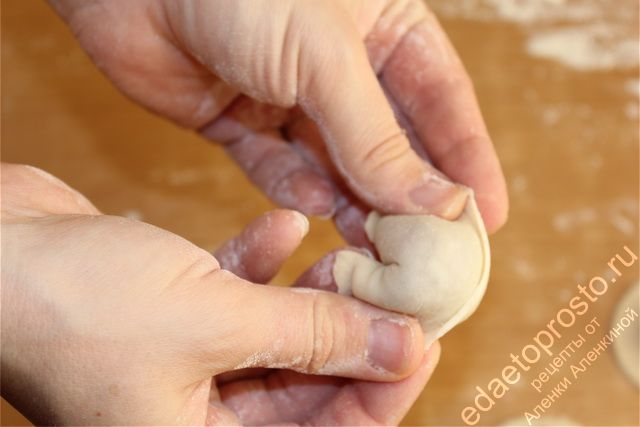 edaetoprosto.ru
рецепты от
Аленки Аленкиной